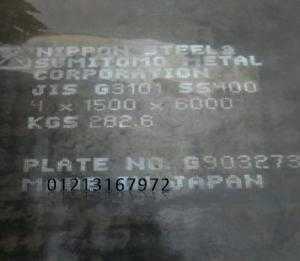 NIPPON STEEL &
SUMITOMO METAL
CORPORATION
JIS G3101 SS400
4 x 1500 x 6000
KGS 282.6
PLATE NO. G903273
JAPAN
01213167972